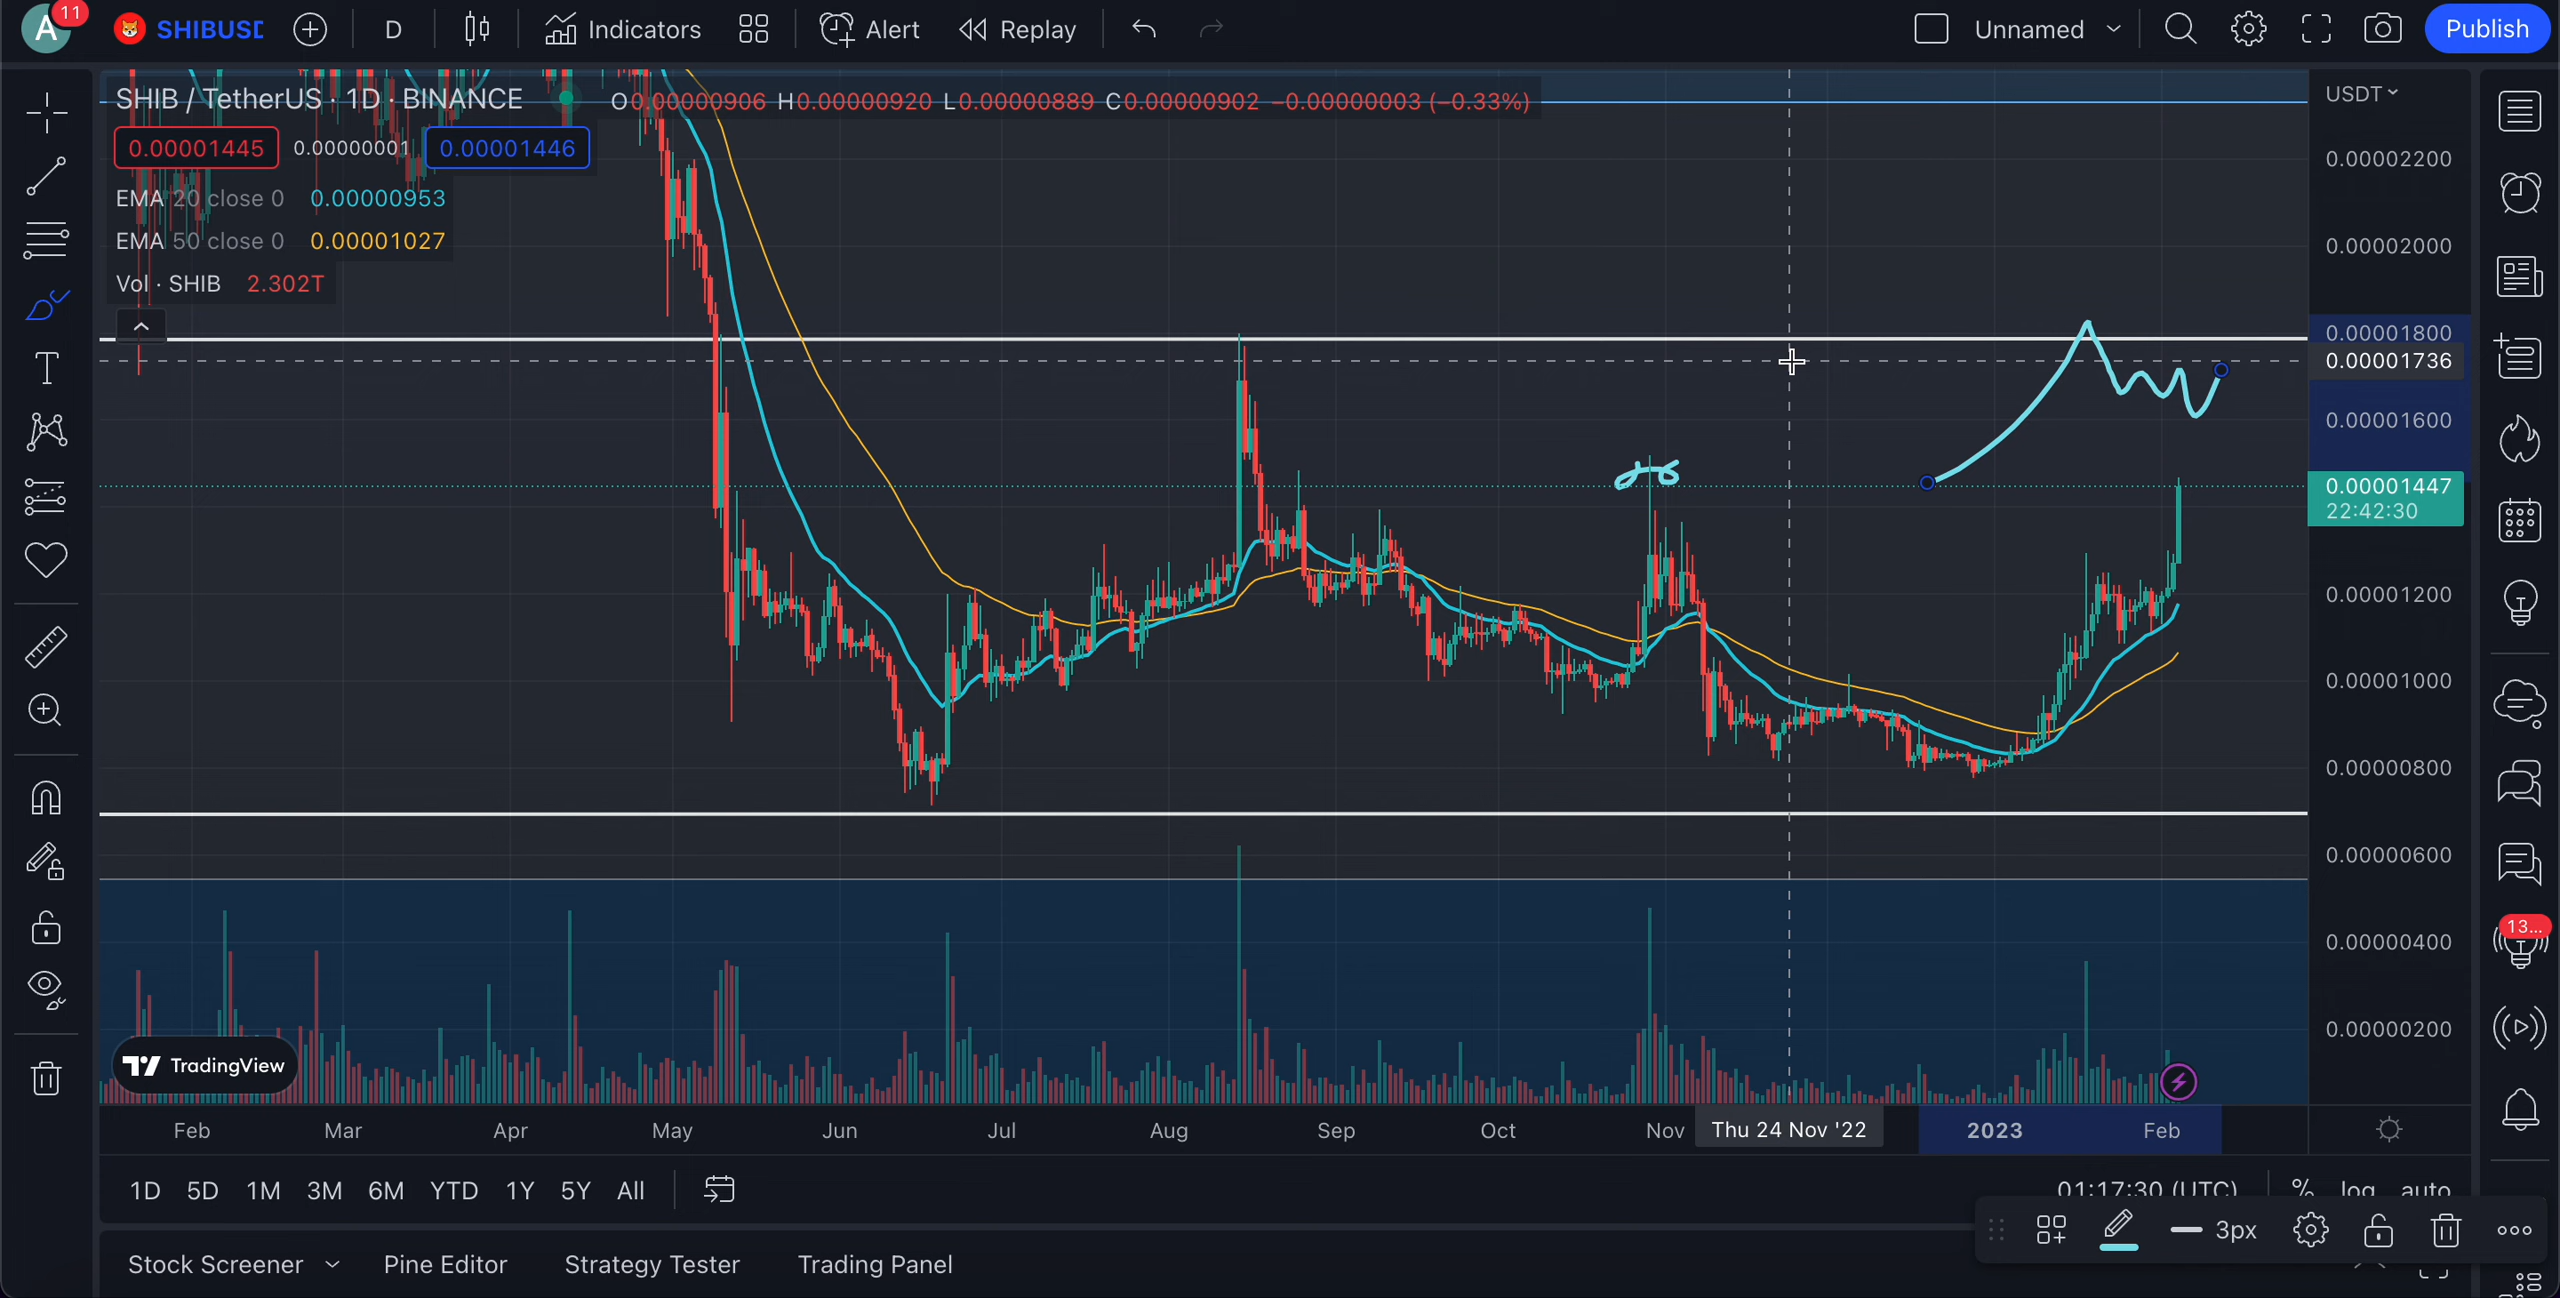 A 11 SHIBUSD D Indicators Alert Replay Unnamed Publish
SHIB / TetherUS · 1D · BINANCE O0.00000906 H0.00000920 L0.00000889 C0.00000902 −0.00000003 (−0.33%)
USDT
0.00001445 0.00000001 0.00001446
EMA 20 close 0 0.00000953
EMA 50 close 0 0.00001027
Vol · SHIB 2.302T
0.00002200
0.00002000
0.00001800
0.00001736
0.00001600
0.00001447
22:42:30
0.00001200
0.00001000
0.00000800
0.00000600
0.00000400
0.00000200
13...
TradingView
Feb Mar Apr May Jun Jul Aug Sep Oct Nov Thu 24 Nov '22 2023 Feb
1D 5D 1M 3M 6M YTD 1Y 5Y All 01:17:30 (UTC) % log auto
3px
Stock Screener Pine Editor Strategy Tester Trading Panel